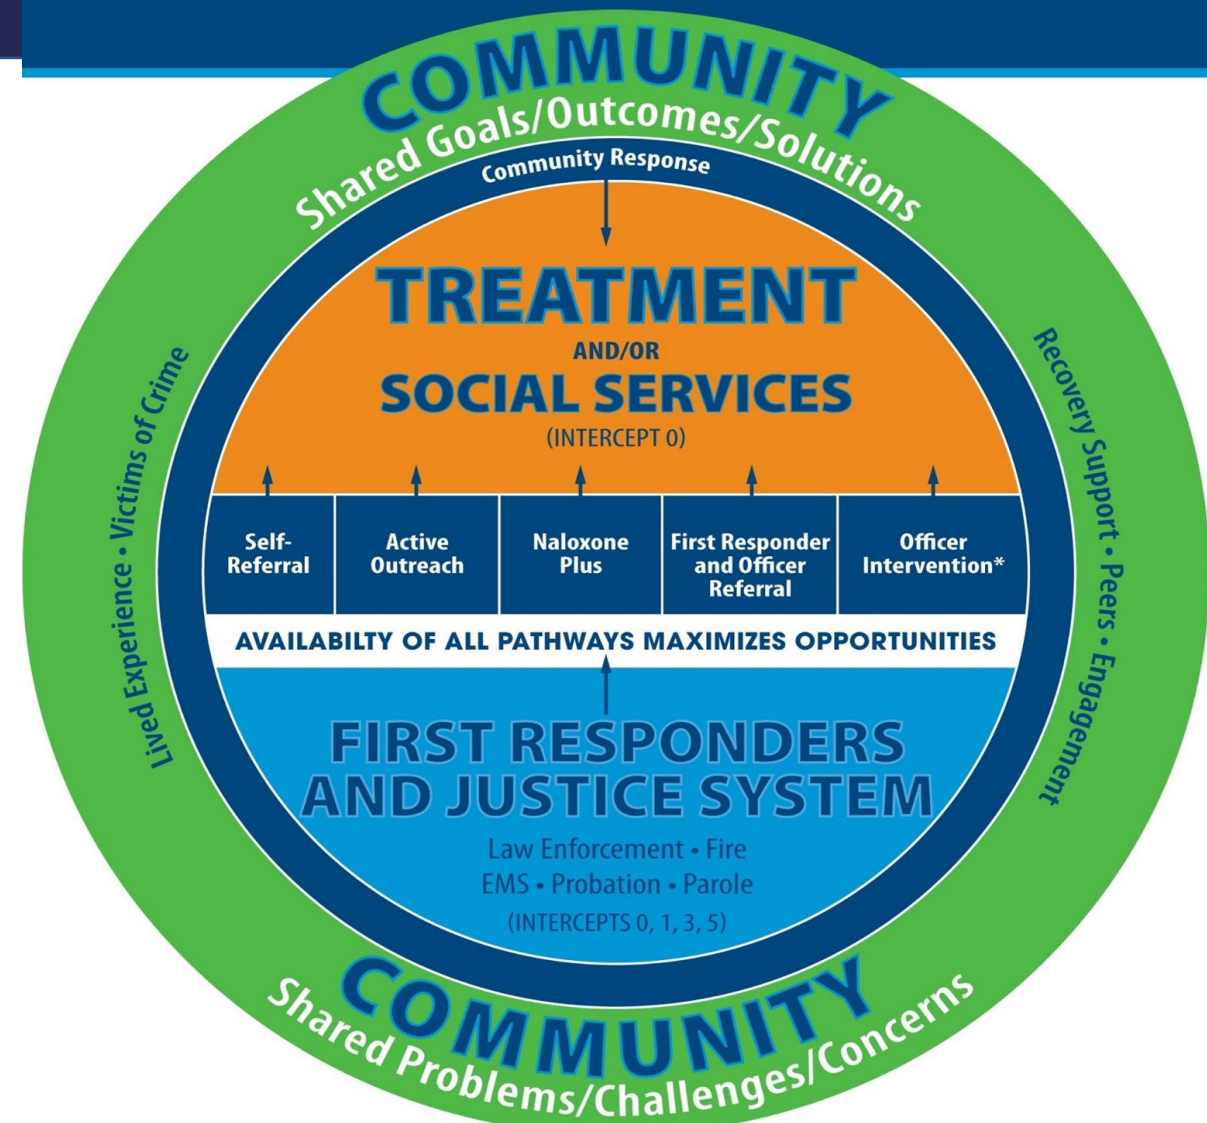 COMMUNITY
Shared Goals/Outcomes/Solutions
Community Response
TREATMENT
AND/OR
SOCIAL SERVICES
(INTERCEPT 0)
Lived Experience • Victims of Crime
Recovery Support • Peers • Engagement
Self-
Referral
Active
Outreach
Naloxone
Plus
First Responder
and Officer
Referral
Officer
Intervention*
AVAILABILTY OF ALL PATHWAYS MAXIMIZES OPPORTUNITIES
FIRST RESPONDERS
AND JUSTICE SYSTEM
Law Enforcement • Fire
EMS • Probation • Parole
(INTERCEPTS 0, 1, 3, 5)
COMMUNITY
Shared Problems/Challenges/Concerns